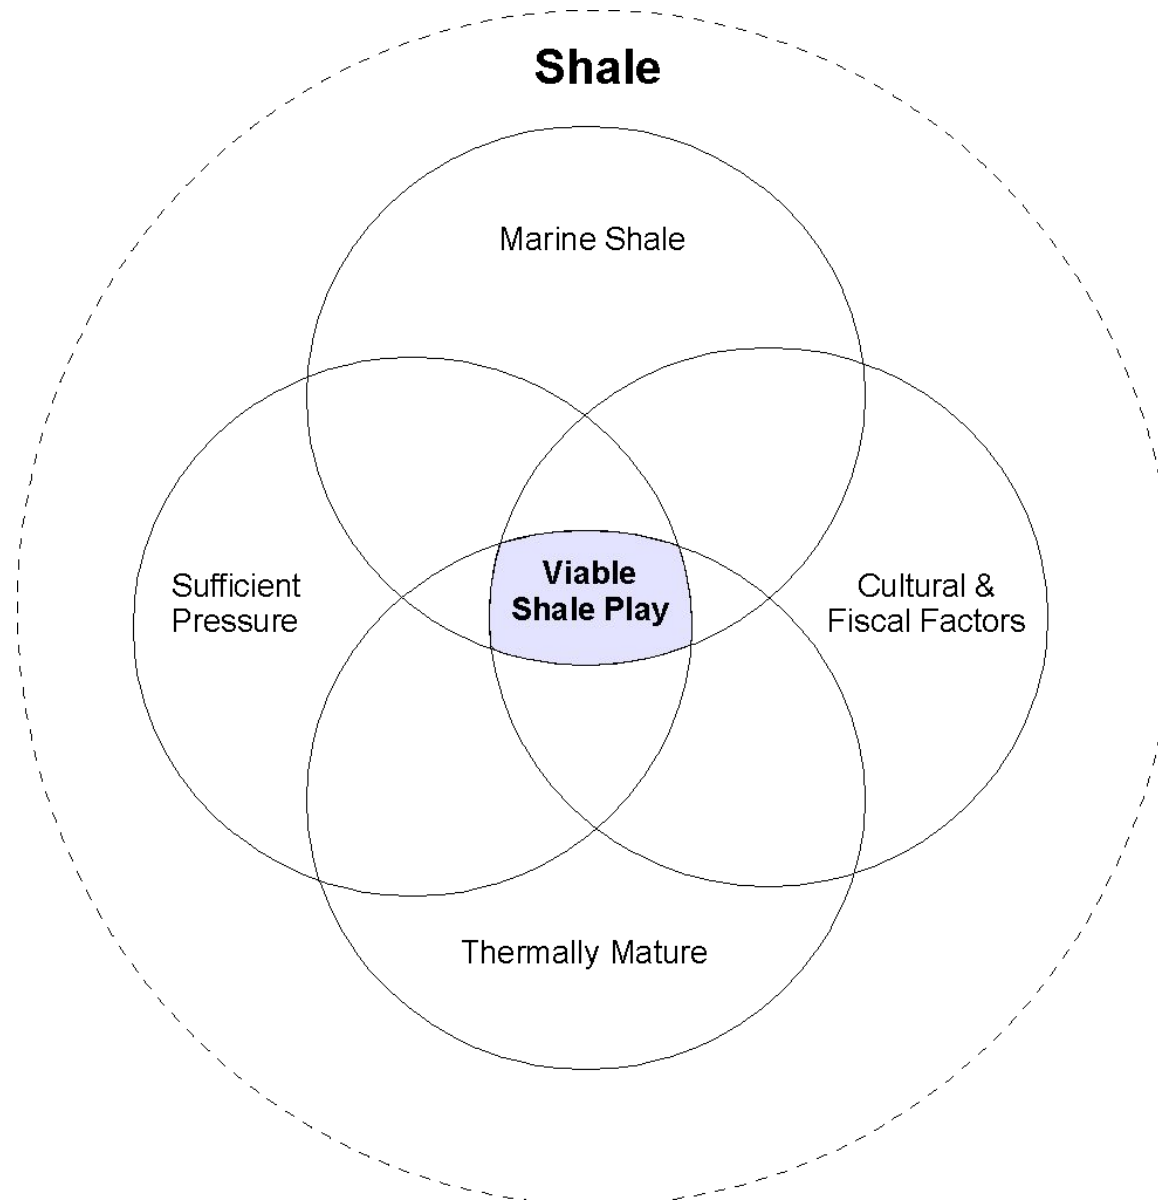 Shale
Marine Shale
Sufficient
Pressure
Viable
Shale Play
Cultural &
Fiscal Factors
Thermally Mature